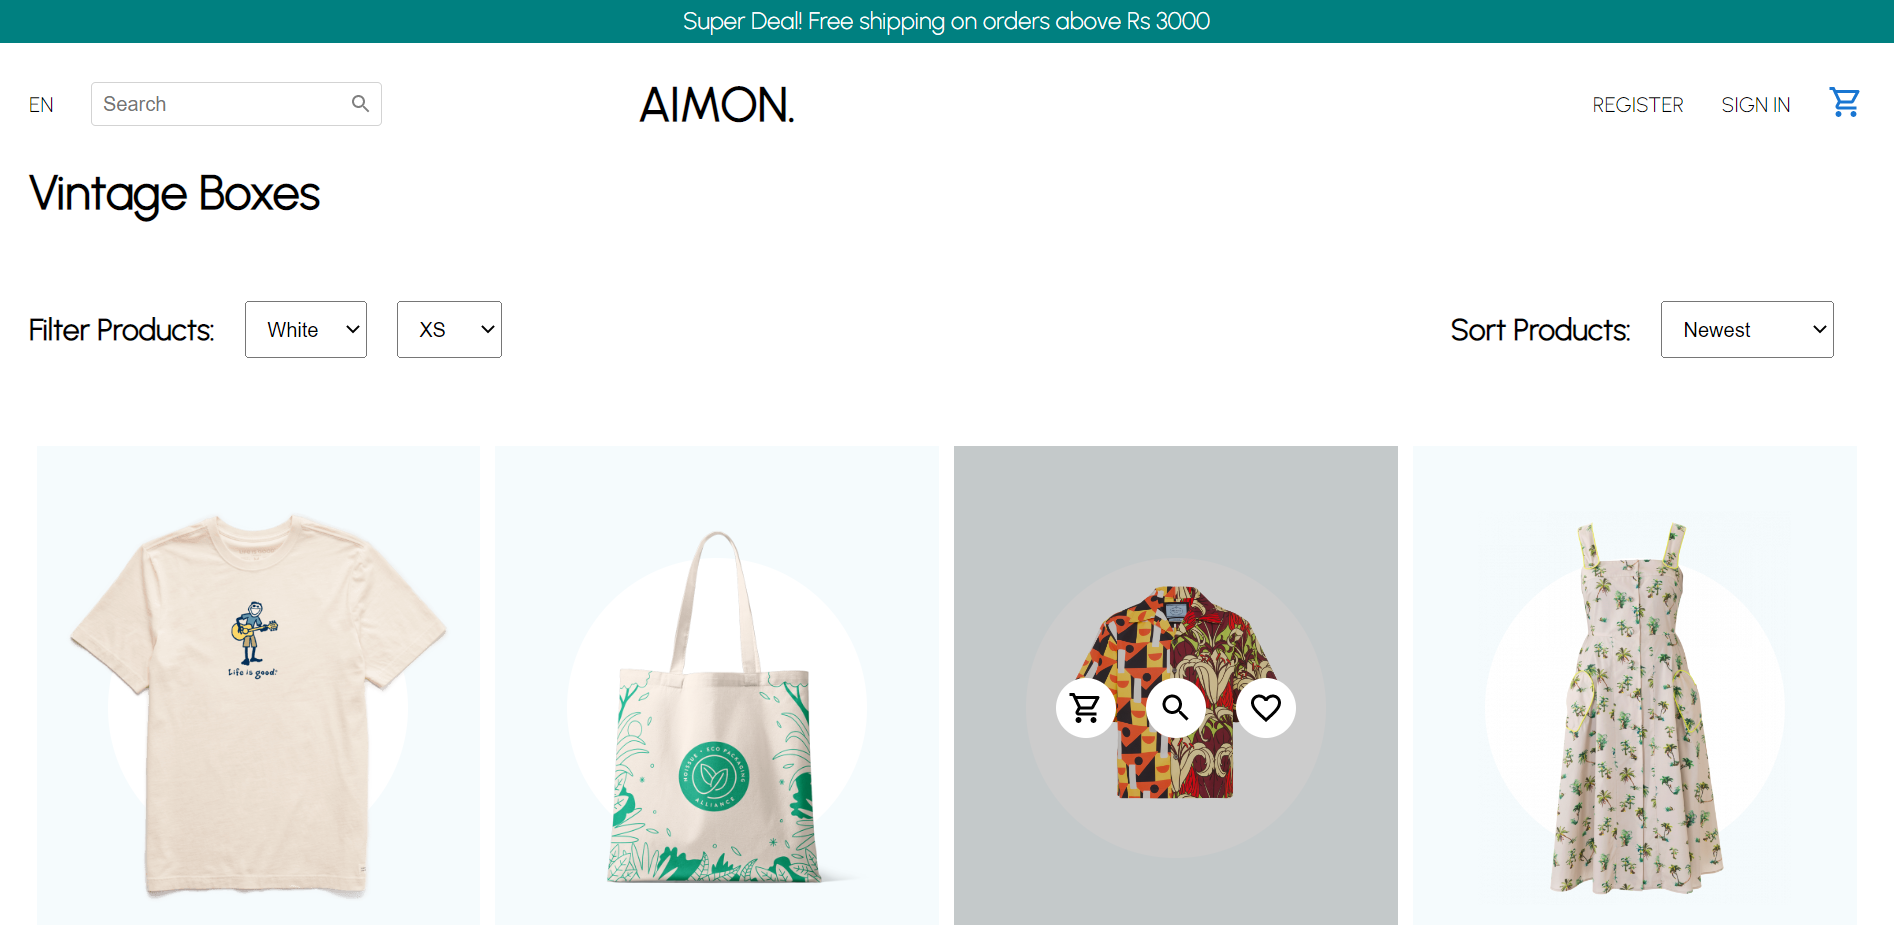 Super Deal! Free shipping on orders above Rs 3000
EN
Search
AIMON.
REGISTER
SIGN IN
Vintage Boxes
Filter Products:
White
XS
Sort Products:
Newest
Life is good!
NOISSUE • ECO PACKAGING
ALLIANCE